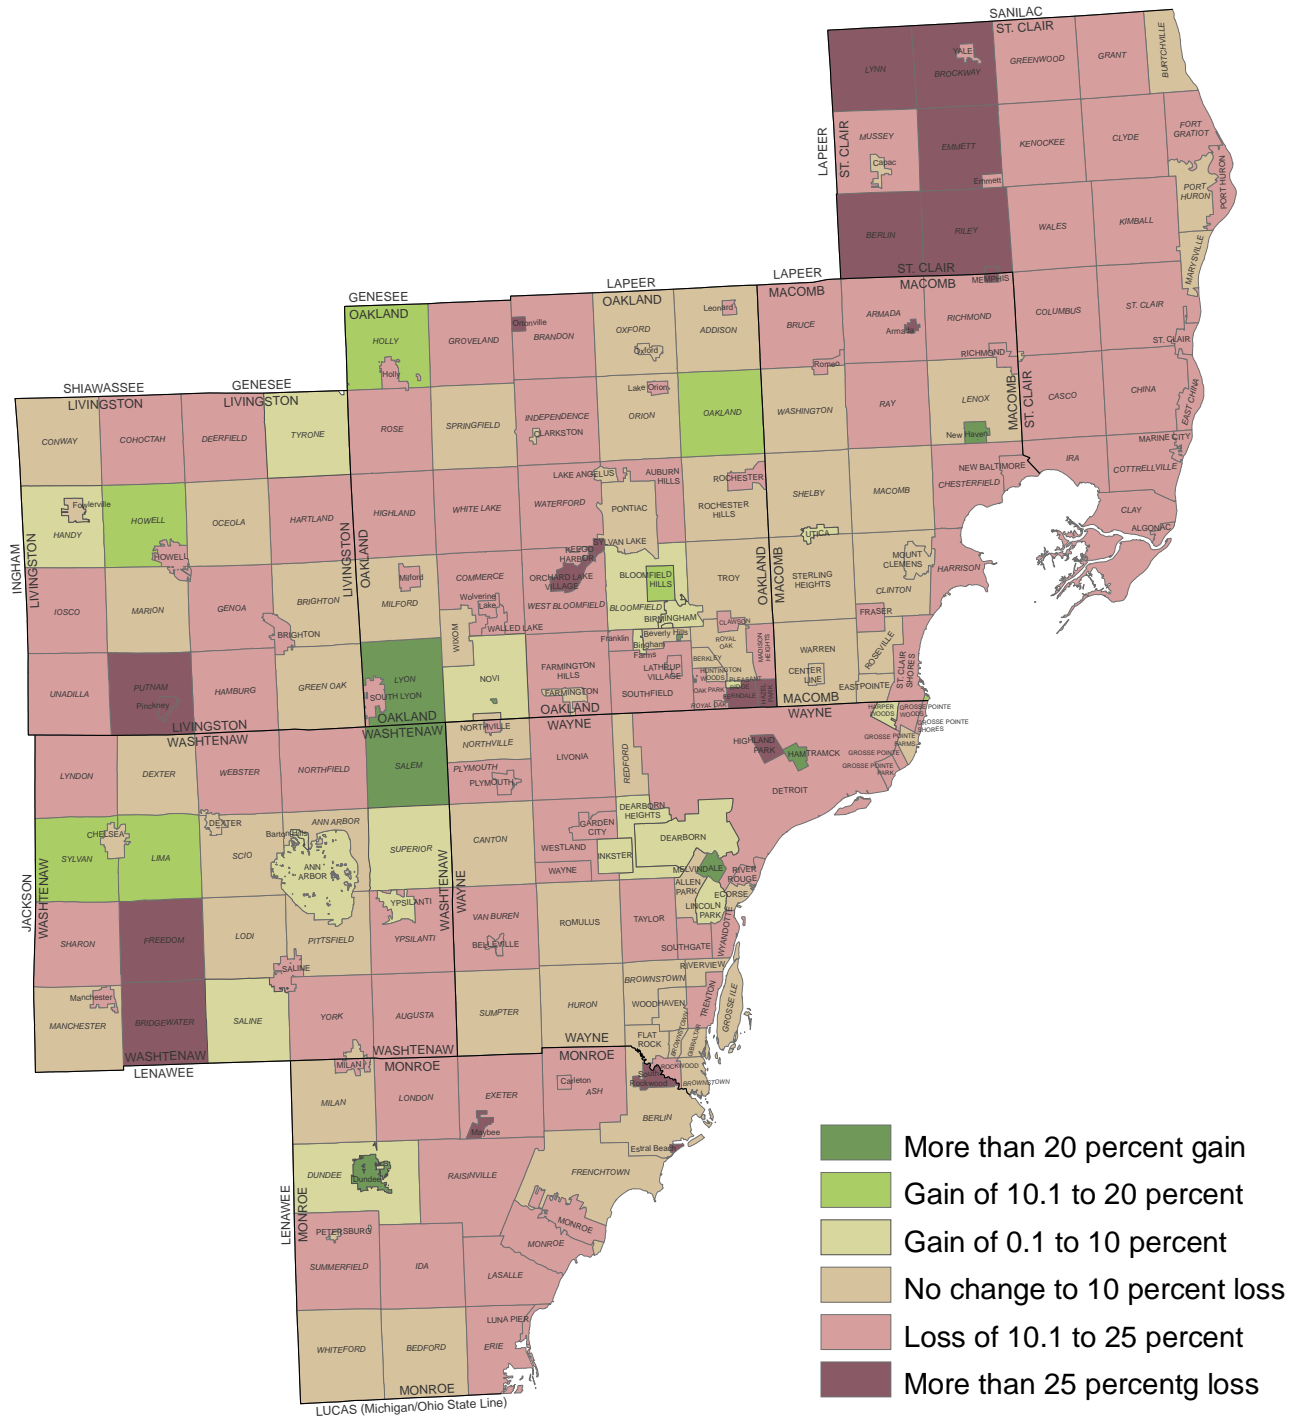 SANILAC
ST. CLAIR
LYNN
YALE
BROCKWAY
GREENWOOD
GRANT
BURTCHVILLE
LAPEER
ST. CLAIR
MUSSEY
Capac
EMMETT
Emmett
KENOCKEE
CLYDE
FORT
GRATIOT
PORT
HURON
PORT HURON
BERLIN
RILEY
WALES
KIMBALL
MARYSVILLE
ST. CLAIR
MACOMB
MEMPHIS
LAPEER
MACOMB
LAPEER
OAKLAND
GENESEE
OAKLAND
HOLLY
Holly
GROVELAND
Ortonville
BRANDON
OXFORD
Oxford
Leonard
ADDISON
BRUCE
Romeo
ARMADA
Armada
RICHMOND
RICHMOND
COLUMBUS
ST. CLAIR
ST. CLAIR
SHIAWASSEE
LIVINGSTON
GENESEE
LIVINGSTON
CONWAY
COHOCTAH
DEERFIELD
TYRONE
ROSE
SPRINGFIELD
INDEPENDENCE
CLARKSTON
Lake Orion
ORION
OAKLAND
WASHINGTON
RAY
LENOX
New Haven
MACOMB
ST. CLAIR
CASCO
CHINA
EAST CHINA
MARINE CITY
Fowlerville
HANDY
HOWELL
HOWELL
OCEOLA
HARTLAND
LIVINGSTON
OAKLAND
HIGHLAND
WHITE LAKE
WATERFORD
LAKE ANGELUS
AUBURN
HILLS
PONTIAC
ROCHESTER
ROCHESTER
HILLS
SHELBY
MACOMB
NEW BALTIMORE
CHESTERFIELD
IRA
COTTRELLVILLE
CLAY
ALGONAC
INGHAM
LIVINGSTON
IOSCO
MARION
GENOA
BRIGHTON
BRIGHTON
MILFORD
Milford
COMMERCE
Wolverine
Lake
WALLED LAKE
WIXOM
KEEGO
HARBOR
SYLVAN LAKE
ORCHARD LAKE
VILLAGE
WEST BLOOMFIELD
BLOOMFIELD
HILLS
BLOOMFIELD
BIRMINGHAM
TROY
OAKLAND
MACOMB
UTICA
STERLING
HEIGHTS
MOUNT
CLEMENS
CLINTON
HARRISON
FRASER
UNADILLA
PUTNAM
Pinckney
HAMBURG
GREEN OAK
LYON
SOUTH LYON
NOVI
FARMINGTON
HILLS
FARMINGTON
Franklin
Bingham
Farms
Beverly Hills
LATHRUP
VILLAGE
SOUTHFIELD
CLAWSON
ROYAL
OAK
BERKLEY
HUNTINGTON
WOODS
PLEASANT
RIDGE
OAK PARK
FERNDALE
ROYAL OAK
MADISON
HEIGHTS
HAZEL
PARK
WARREN
CENTER
LINE
ROSEVILLE
EASTPOINTE
ST. CLAIR
SHORES
LIVINGSTON
WASHTENAW
OAKLAND
WASHTENAW
OAKLAND
WAYNE
MACOMB
WAYNE
LYNDON
DEXTER
WEBSTER
NORTHFIELD
SALEM
NORTHVILLE
NORTHVILLE
PLYMOUTH
PLYMOUTH
LIVONIA
REDFORD
HIGHLAND
PARK
HAMTRAMCK
DETROIT
HARPER
WOODS
GROSSE POINTE
WOODS
GROSSE POINTE
SHORES
GROSSE POINTE
FARMS
GROSSE POINTE
GROSSE POINTE
PARK
JACKSON
WASHTENAW
SYLVAN
CHELSEA
LIMA
DEXTER
SCIO
Barton Hills
ANN ARBOR
ANN
ARBOR
SUPERIOR
WASHTENAW
WAYNE
CANTON
WESTLAND
GARDEN
CITY
WAYNE
DEARBORN
HEIGHTS
INKSTER
DEARBORN
MELVINDALE
ALLEN
PARK
RIVER
ROUGE
ECORSE
LINCOLN
PARK
SHARON
FREEDOM
LODI
PITTSFIELD
SALINE
YPSILANTI
YPSILANTI
VAN BUREN
BELLEVILLE
ROMULUS
TAYLOR
SOUTHGATE
WYANDOTTE
RIVERVIEW
Manchester
MANCHESTER
BRIDGEWATER
SALINE
YORK
AUGUSTA
SUMPTER
HURON
BROWNSTOWN
WOODHAVEN
TRENTON
GROSSE ILE
FLAT
ROCK
BROWNSTOWN
GIBRALTAR
WASHTENAW
LENAWEE
WASHTENAW
MONROE
WAYNE
MONROE
MILAN
MILAN
LONDON
EXETER
Maybee
Carleton
ASH
South
Rockwood
ROCKWOOD
BROWNSTOWN
BERLIN
Estral Beach
LENAWEE
MONROE
DUNDEE
Dundee
RAISINVILLE
FRENCHTOWN
MONROE
MONROE
PETERSBURG
SUMMERFIELD
IDA
LASALLE
WHITEFORD
BEDFORD
LUNA PIER
ERIE
MONROE
LUCAS (Michigan/Ohio State Line)
More than 20 percent gain
Gain of 10.1 to 20 percent
Gain of 0.1 to 10 percent
No change to 10 percent loss
Loss of 10.1 to 25 percent
More than 25 percentg loss